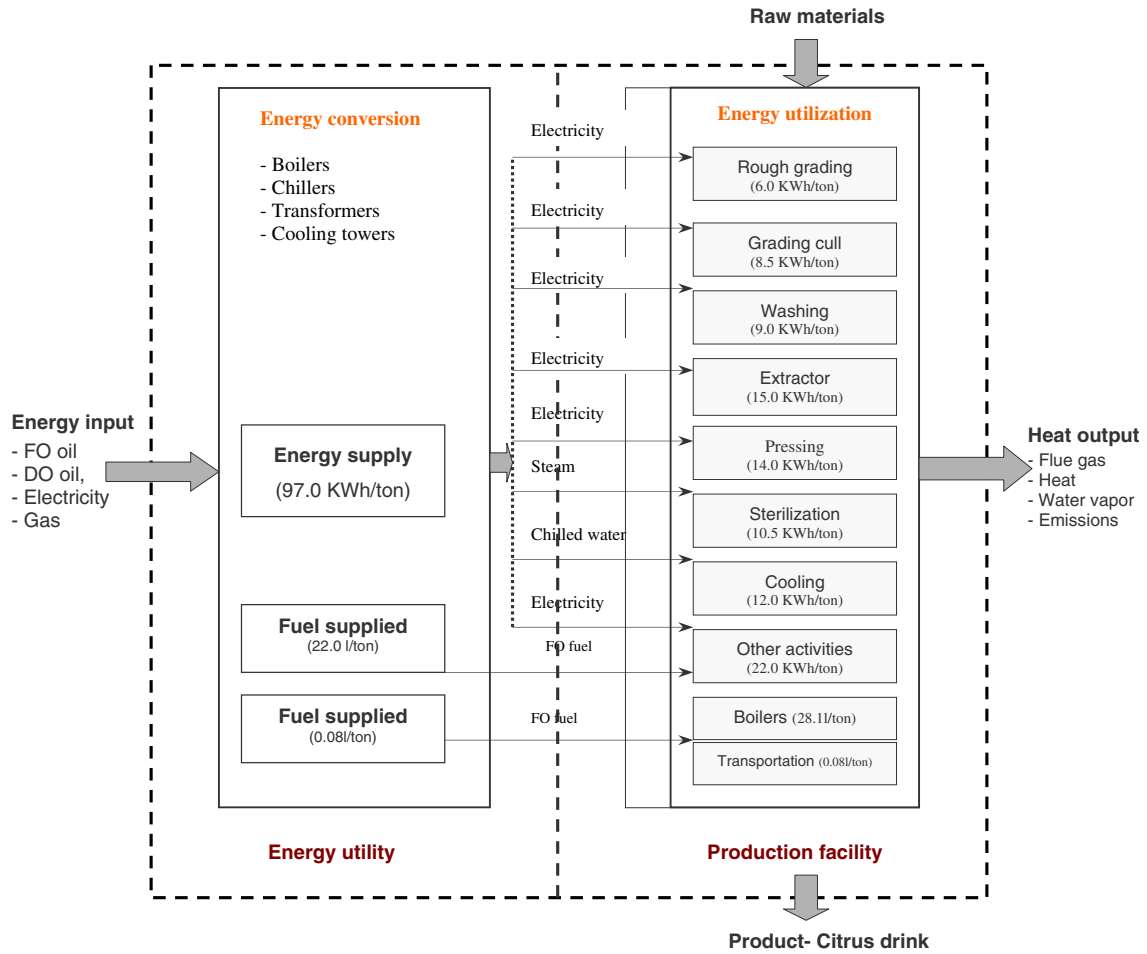 Raw materials
Energy conversion
- Boilers
- Chillers
- Transformers
- Cooling towers
Energy input
- FO oil
- DO oil,
- Electricity
- Gas
Energy supply
(97.0 KWh/ton)
Fuel supplied
(22.0 l/ton)
Fuel supplied
(0.08l/ton)
Energy utility
Electricity
Electricity
Electricity
Electricity
Electricity
Steam
Chilled water
Electricity
FO fuel
FO fuel
Energy utilization
Rough grading
(6.0 KWh/ton)
Grading cull
(8.5 KWh/ton)
Washing
(9.0 KWh/ton)
Extractor
(15.0 KWh/ton)
Pressing
(14.0 KWh/ton)
Sterilization
(10.5 KWh/ton)
Cooling
(12.0 KWh/ton)
Other activities
(22.0 KWh/ton)
Boilers (28.1l/ton)
Transportation (0.08l/ton)
Production facility
Heat output
- Flue gas
- Heat
- Water vapor
- Emissions
Product- Citrus drink